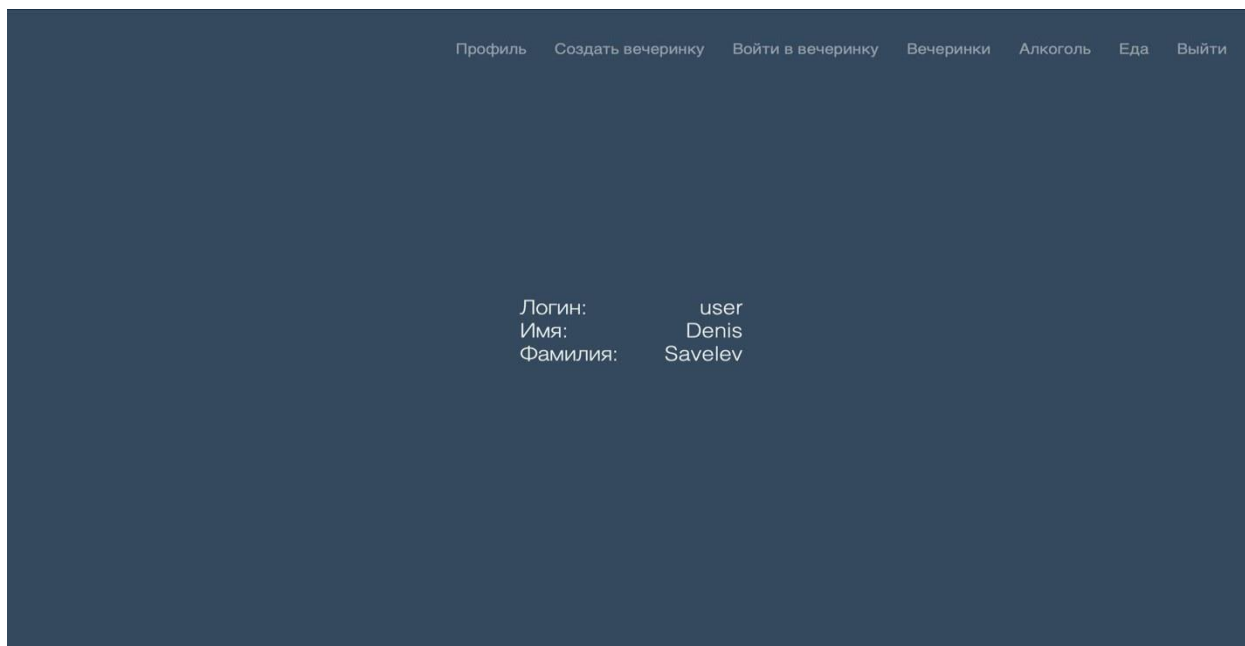 Профиль Создать вечеринку Войти в вечеринку Вечеринки Алкоголь Еда Выйти
Логин: user
Имя: Denis
Фамилия: Savelev